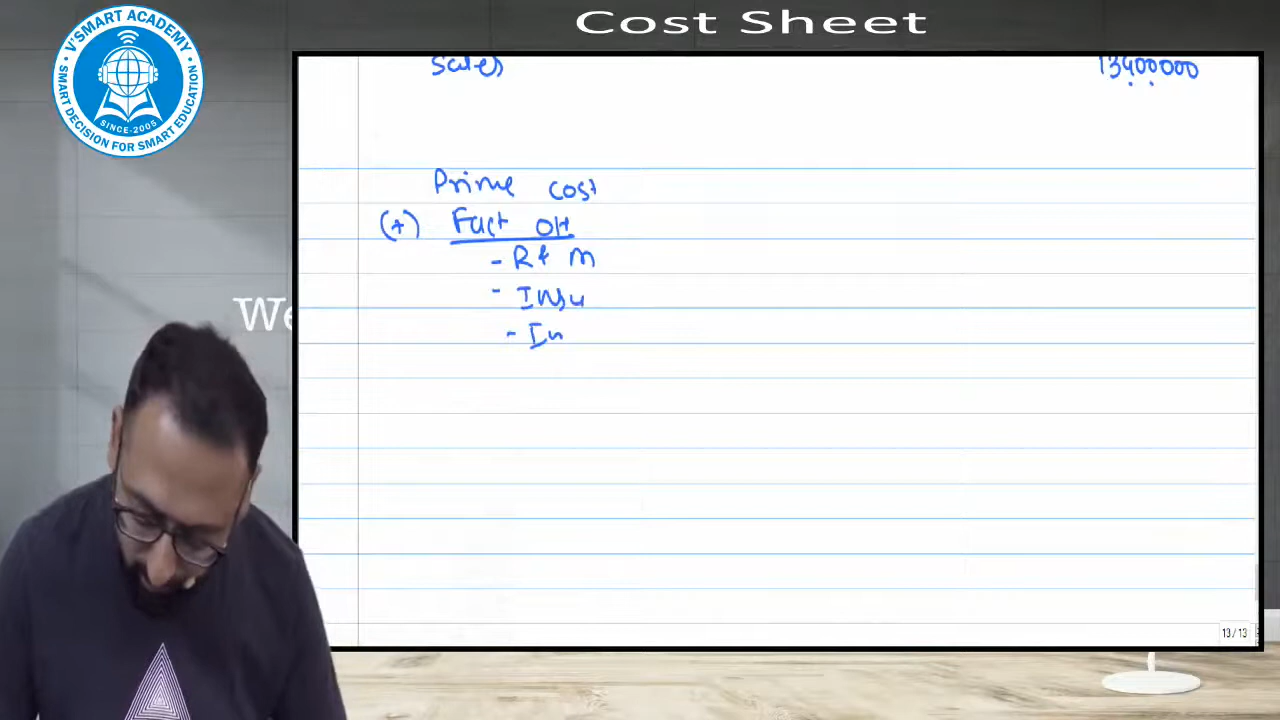 Cost Sheet
V'SMART ACADEMY
SMART DECISION FOR SMART EDUCATION
SINCE-2005
Sales 13400000
Prime cost
(+) Fact OH
- R & M
- Insu
- In
We
13/13